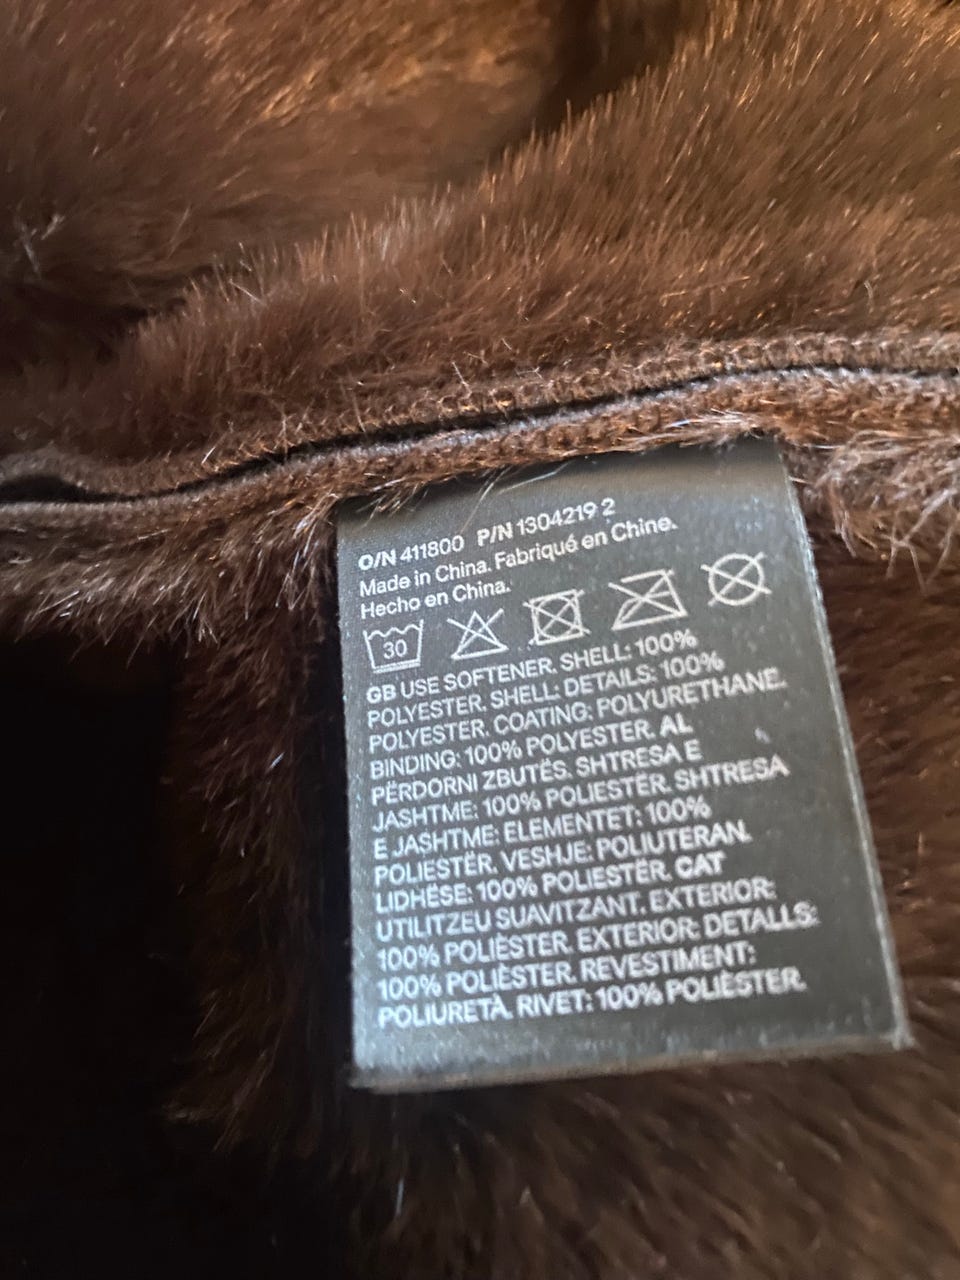 O/N 411800 P/N 1304219 2
Made in China. Fabriqué en Chine.
Hecho en China.
30
GB USE SOFTENER. SHELL: 100%
POLYESTER. SHELL: DETAILS: 100%
POLYESTER. COATING: POLYURETHANE.
BINDING: 100% POLYESTER. AL
PËRDORNI ZBUTËS. SHTRESA E
JASHTME: 100% POLIESTËR. SHTRESA
E JASHTME: ELEMENTET: 100%
POLIESTËR. VESHJE: POLIUTERAN.
LIDHËSE: 100% POLIESTËR. CAT
UTILITZEU SUAVITZANT. EXTERIOR:
100% POLIÈSTER. EXTERIOR: DETALLS:
100% POLIÈSTER. REVESTIMENT:
POLIURETÀ. RIVET: 100% POLIÈSTER.